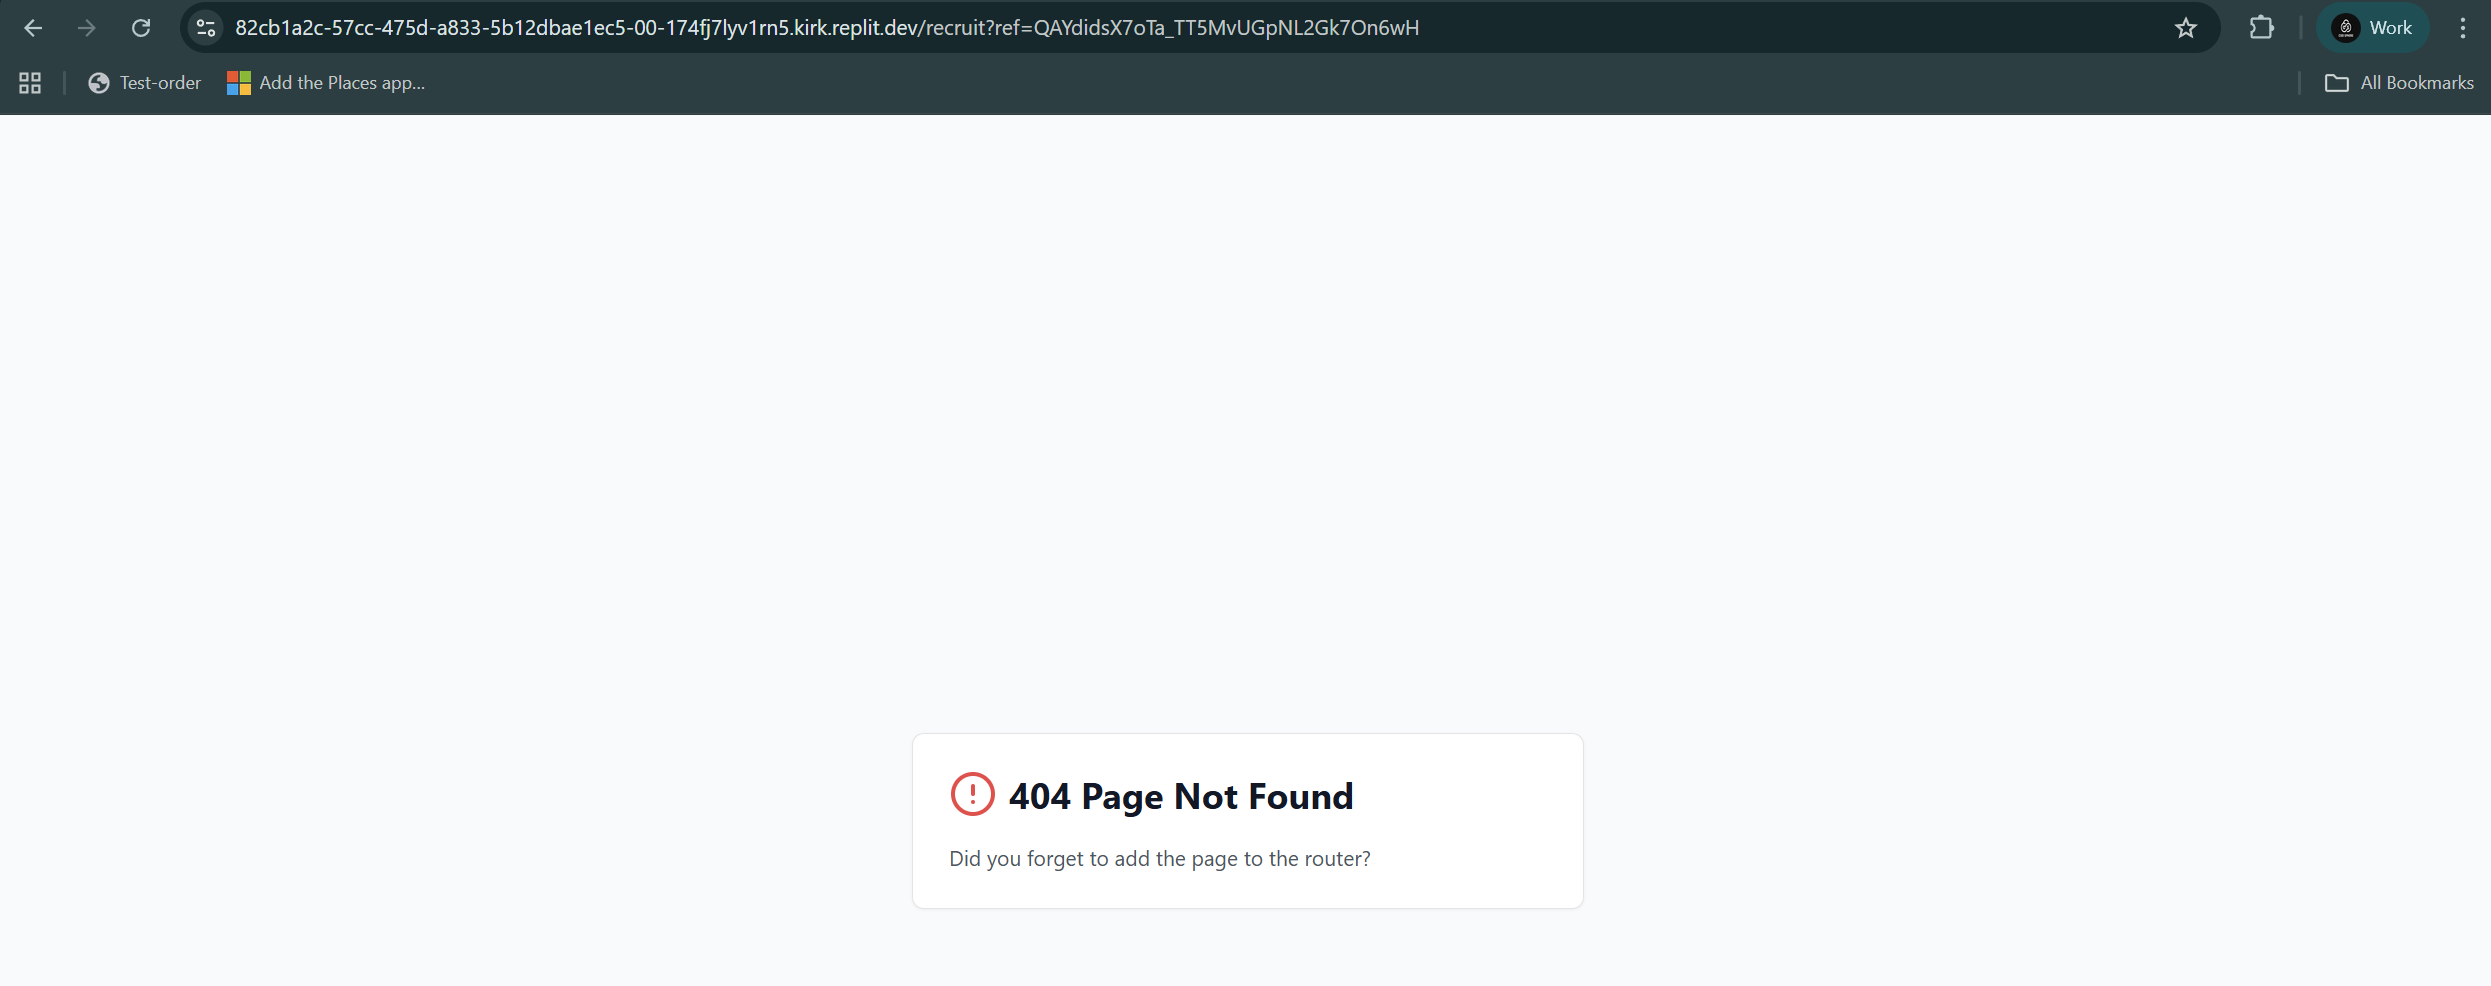 82cb1a2c-57cc-475d-a833-5b12dbae1ec5-00-174fj7lyv1rn5.kirk.replit.dev/recruit?ref=QAYdidsX7oTa_TT5MvUGpNL2Gk7On6wH
Work
Test-order
Add the Places app...
All Bookmarks
404 Page Not Found
Did you forget to add the page to the router?